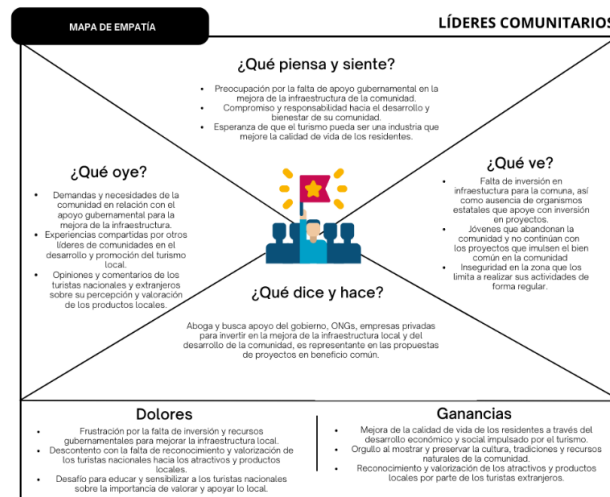 MAPA DE EMPATÍA
LÍDERES COMUNITARIOS
¿Qué piensa y siente?
• Preocupación por la falta de apoyo gubernamental en la
mejora de la infraestructura de la comunidad.
• Compromiso y responsabilidad hacia el desarrollo y
bienestar de su comunidad.
• Esperanza de que el turismo pueda ser una industria que
mejore la calidad de vida de los residentes.
¿Qué oye?
• Demandas y necesidades de la
comunidad en relación con el
apoyo gubernamental para la
mejora de la infraestructura.
• Experiencias compartidas por otros
líderes de comunidades en el
desarrollo y promoción del turismo
local.
• Opiniones y comentarios de los
turistas nacionales y extranjeros
sobre su percepción y valoración
de los productos locales.
¿Qué ve?
• Falta de inversión en
infraestuctura para la comuna, así
como ausencia de organismos
estatales que apoye con inversión
en proyectos.
• Jóvenes que abandonan la
comunidad y no continúan con
los proyectos que imulsen el bien
común en la comunidad
• Inseguridad en la zona que los
limita a realizar sus actividades de
forma regular.
¿Qué dice y hace?
Aboga y busca apoyo del gobierno, ONGs, empresas privadas
para invertir en la mejora de la infraestructura local y del
desarrollo de la comunidad, es representante en las propuestas
de proyectos en beneficio común.
Dolores
• Frustración por la falta de inversión y recursos
gubernamentales para mejorar la infraestructura local.
• Descontento con la falta de reconocimiento y valorización de
los turistas nacionales hacia los atractivos y productos
locales.
• Desafío para educar y sensibilizar a los turistas nacionales
sobre la importancia de valorar y apoyar lo local.
Ganancias
• Mejora de la calidad de vida de los residentes a través del
desarrollo económico y social impulsado por el turismo.
• Orgullo al mostrar y preservar la cultura, tradiciones y recursos
naturales de la comunidad.
• Reconocimiento y valorización de los atractivos y productos
locales por parte de los turistas extranjeros.